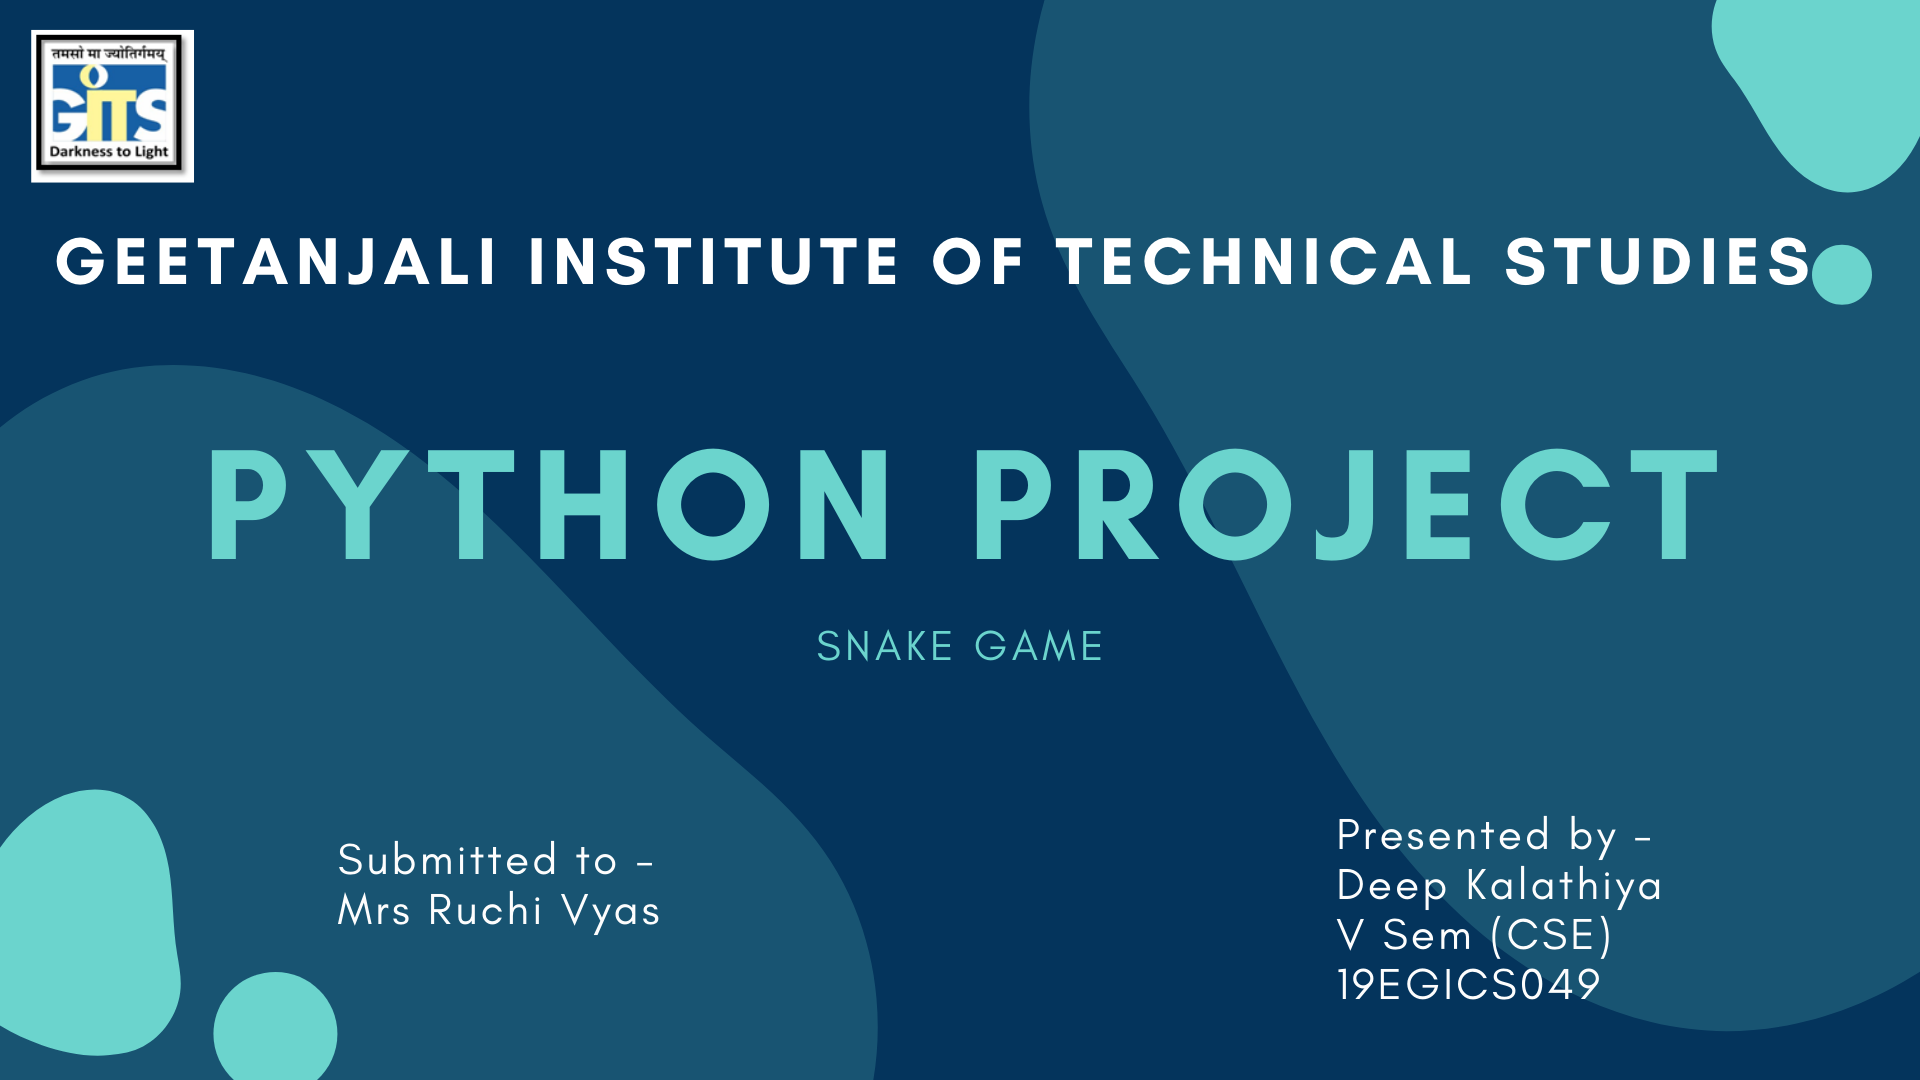 तमसो मा ज्योतिर्गमय्
GITS
Darkness to Light
GEETANJALI INSTITUTE OF TECHNICAL STUDIES
PYTHON PROJECT
SNAKE GAME
Submitted to -
Mrs Ruchi Vyas
Presented by -
Deep Kalathiya
V Sem (CSE)
19EGICS049